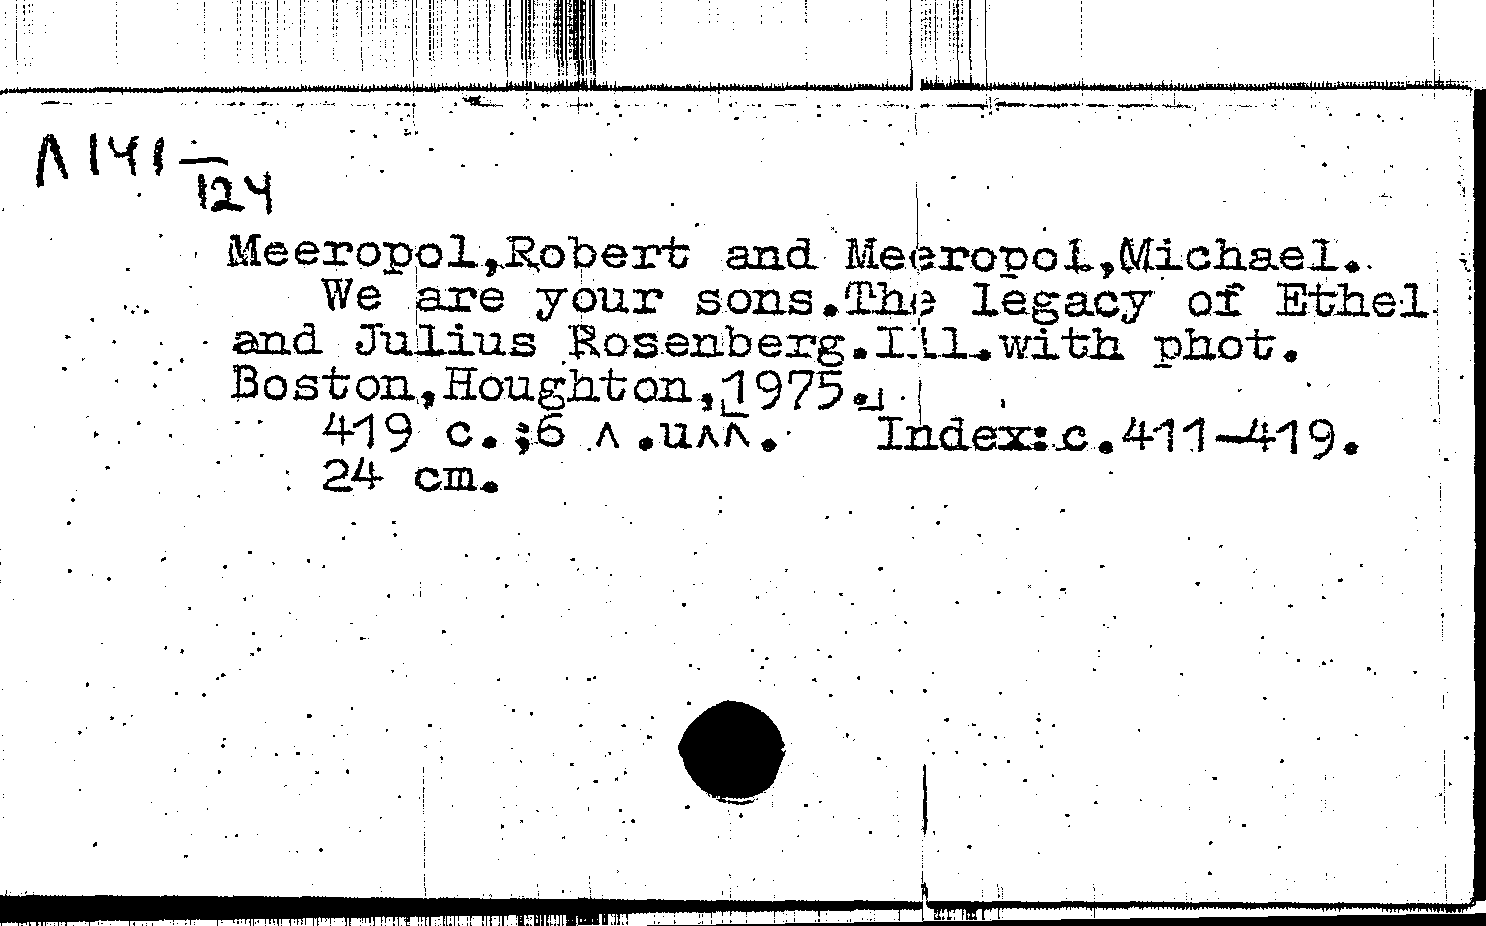 Л141—
124
Meeropol,Robert and Meeropol,Michael.
We are your sons.The legacy of Ethel
and Julius Rosenberg.Ill.with phot.
Boston,Houghton,[1975.]
419 с.;6 л.илл. Index:с.411-419.
24 cm.